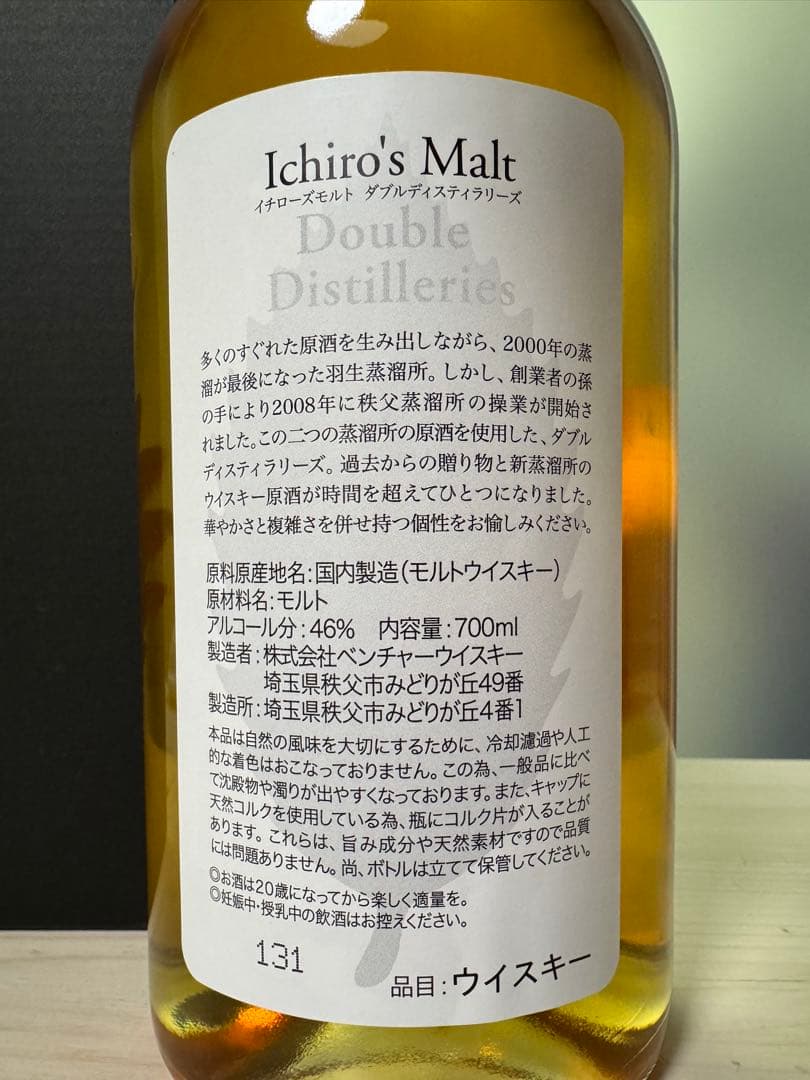 Ichiro's Malt
イチローズモルト ダブルディスティラリーズ
Double
Distilleries
多くのすぐれた原酒を生み出しながら、2000年の蒸
溜が最後になった羽生蒸溜所。しかし、創業者の孫
の手により2008年に秩父蒸溜所の操業が開始さ
れました。この二つの蒸溜所の原酒を使用した、ダブル
ディスティラリーズ。過去からの贈り物と新蒸溜所の
ウイスキー原酒が時間を超えてひとつになりました。
華やかさと複雑さを併せ持つ個性をお愉しみください。
原料原産地名:国内製造(モルトウイスキー)
原材料名:モルト
アルコール分:46% 内容量:700ml
製造者:株式会社ベンチャーウイスキー
埼玉県秩父市みどりが丘49番
製造所:埼玉県秩父市みどりが丘4番1
本品は自然の風味を大切にするために、冷却濾過や人工
的な着色はおこなっておりません。この為、一般品に比べ
て沈殿物や濁りが出やすくなっております。また、キャップに
天然コルクを使用している為、瓶にコルク片が入ることが
あります。これらは、旨み成分や天然素材ですので品質
には問題ありません。尚、ボトルは立てて保管してください。
◎お酒は20歳になってから楽しく適量を。
◎妊娠中・授乳中の飲酒はお控えください。
131
品目:ウイスキー